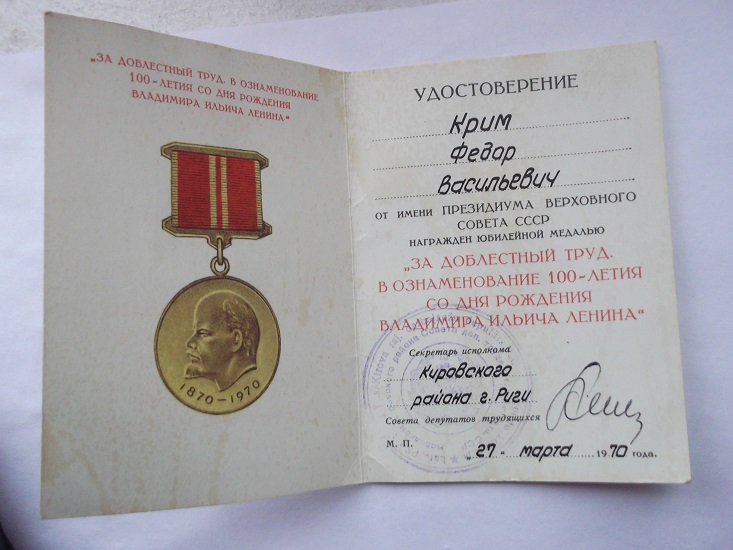 „ЗА ДОБЛЕСТНЫЙ ТРУД. В ОЗНАМЕНОВАНИЕ
100-ЛЕТИЯ СО ДНЯ РОЖДЕНИЯ
ВЛАДИМИРА ИЛЬИЧА ЛЕНИНА“
1870-1970
УДОСТОВЕРЕНИЕ
Крим
Федор
Васильевич
ОТ ИМЕНИ ПРЕЗИДИУМА ВЕРХОВНОГО
СОВЕТА СССР
НАГРАЖДЕН ЮБИЛЕЙНОЙ МЕДАЛЬЮ
„ЗА ДОБЛЕСТНЫЙ ТРУД.
В ОЗНАМЕНОВАНИЕ 100-ЛЕТИЯ
СО ДНЯ РОЖДЕНИЯ
ВЛАДИМИРА ИЛЬИЧА ЛЕНИНА“
Секретарь исполкома
Кировского
района г. Риги
Совета депутатов трудящихся
М. П. „27“ марта 1970 года.